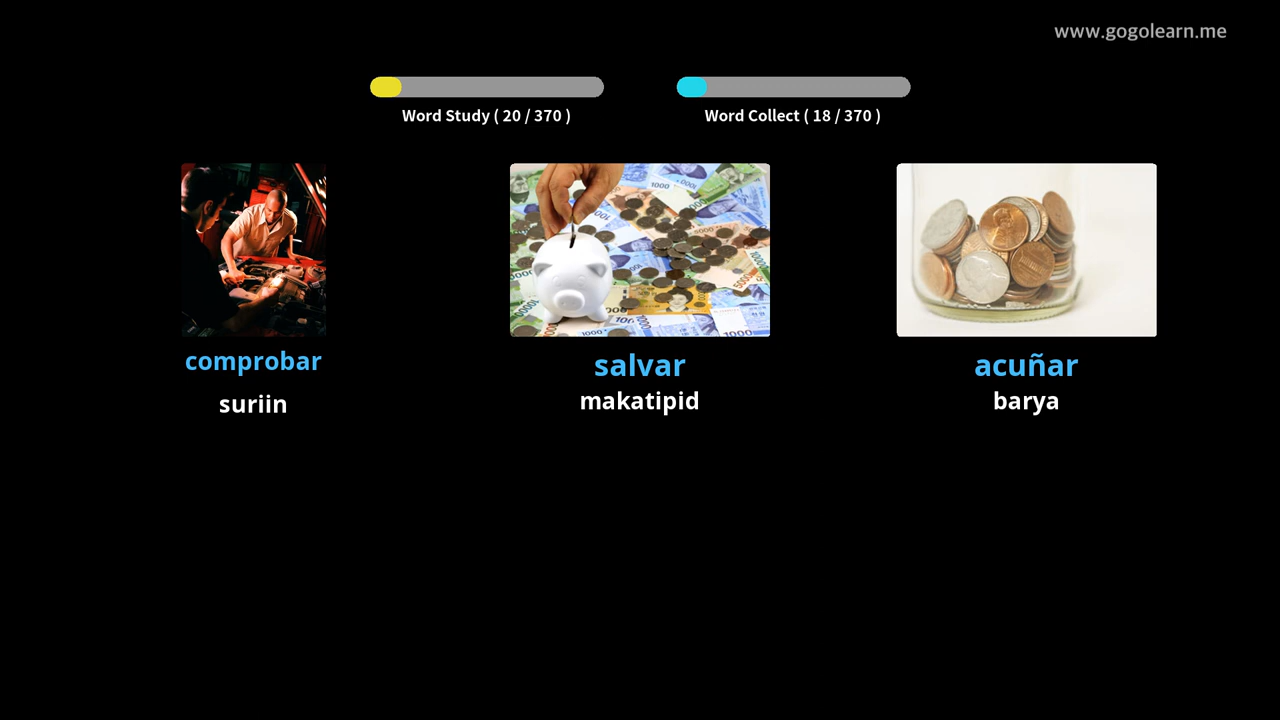 www.gogolearn.me
Word Study ( 20 / 370 )
Word Collect ( 18 / 370 )
comprobar
suriin
salvar
makatipid
acuñar
barya